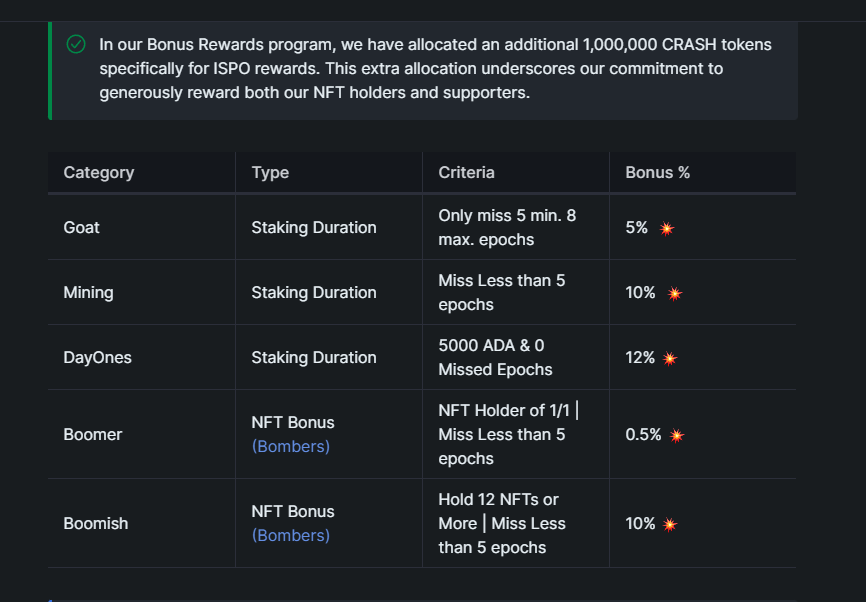 In our Bonus Rewards program, we have allocated an additional 1,000,000 CRASH tokens
specifically for ISPO rewards. This extra allocation underscores our commitment to
generously reward both our NFT holders and supporters.
Category Type Criteria Bonus %
Goat Staking Duration Only miss 5 min. 8
max. epochs 5%
Mining Staking Duration Miss Less than 5
epochs 10%
DayOnes Staking Duration 5000 ADA & 0
Missed Epochs 12%
Boomer NFT Bonus
(Bombers) NFT Holder of 1/1 |
Miss Less than 5
epochs 0.5%
Boomish NFT Bonus
(Bombers) Hold 12 NFTs or
More | Miss Less
than 5 epochs 10%